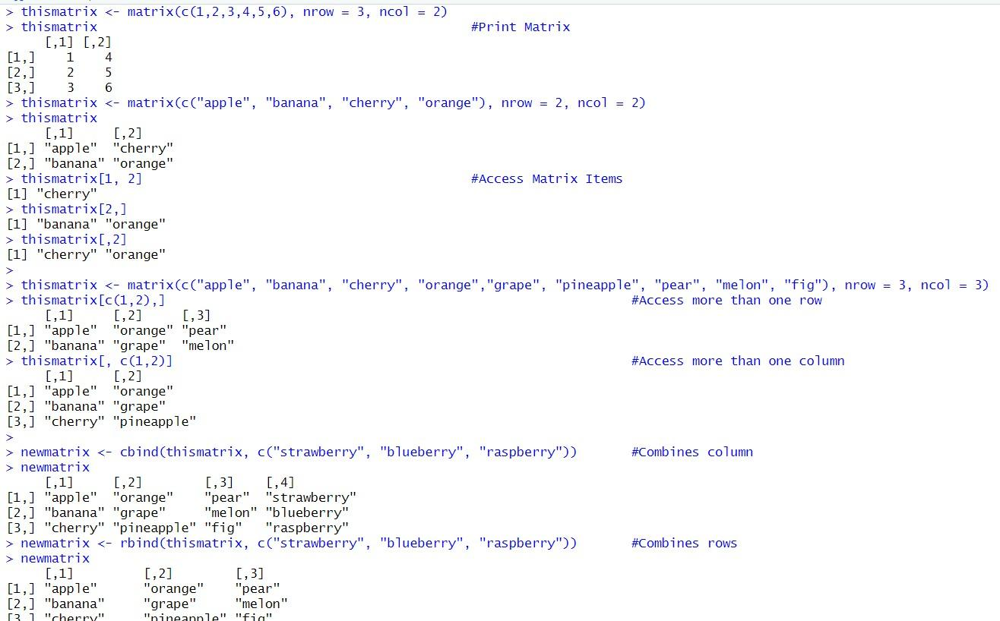 > thismatrix <- matrix(c(1,2,3,4,5,6), nrow = 3, ncol = 2)
> thismatrix #Print Matrix
[,1] [,2]
[1,] 1 4
[2,] 2 5
[3,] 3 6
> thismatrix <- matrix(c("apple", "banana", "cherry", "orange"), nrow = 2, ncol = 2)
> thismatrix
[,1] [,2]
[1,] "apple" "cherry"
[2,] "banana" "orange"
> thismatrix[1, 2] #Access Matrix Items
[1] "cherry"
> thismatrix[2,]
[1] "banana" "orange"
> thismatrix[,2]
[1] "cherry" "orange"
>
> thismatrix <- matrix(c("apple", "banana", "cherry", "orange","grape", "pineapple", "pear", "melon", "fig"), nrow = 3, ncol = 3)
> thismatrix[c(1,2),] #Access more than one row
[,1] [,2] [,3]
[1,] "apple" "orange" "pear"
[2,] "banana" "grape" "melon"
> thismatrix[, c(1,2)] #Access more than one column
[,1] [,2]
[1,] "apple" "orange"
[2,] "banana" "grape"
[3,] "cherry" "pineapple"
>
> newmatrix <- cbind(thismatrix, c("strawberry", "blueberry", "raspberry")) #Combines column
> newmatrix
[,1] [,2] [,3] [,4]
[1,] "apple" "orange" "pear" "strawberry"
[2,] "banana" "grape" "melon" "blueberry"
[3,] "cherry" "pineapple" "fig" "raspberry"
> newmatrix <- rbind(thismatrix, c("strawberry", "blueberry", "raspberry")) #Combines rows
> newmatrix
[,1] [,2] [,3]
[1,] "apple" "orange" "pear"
[2,] "banana" "grape" "melon"
[3,] "cherry" "pineapple" "fig"